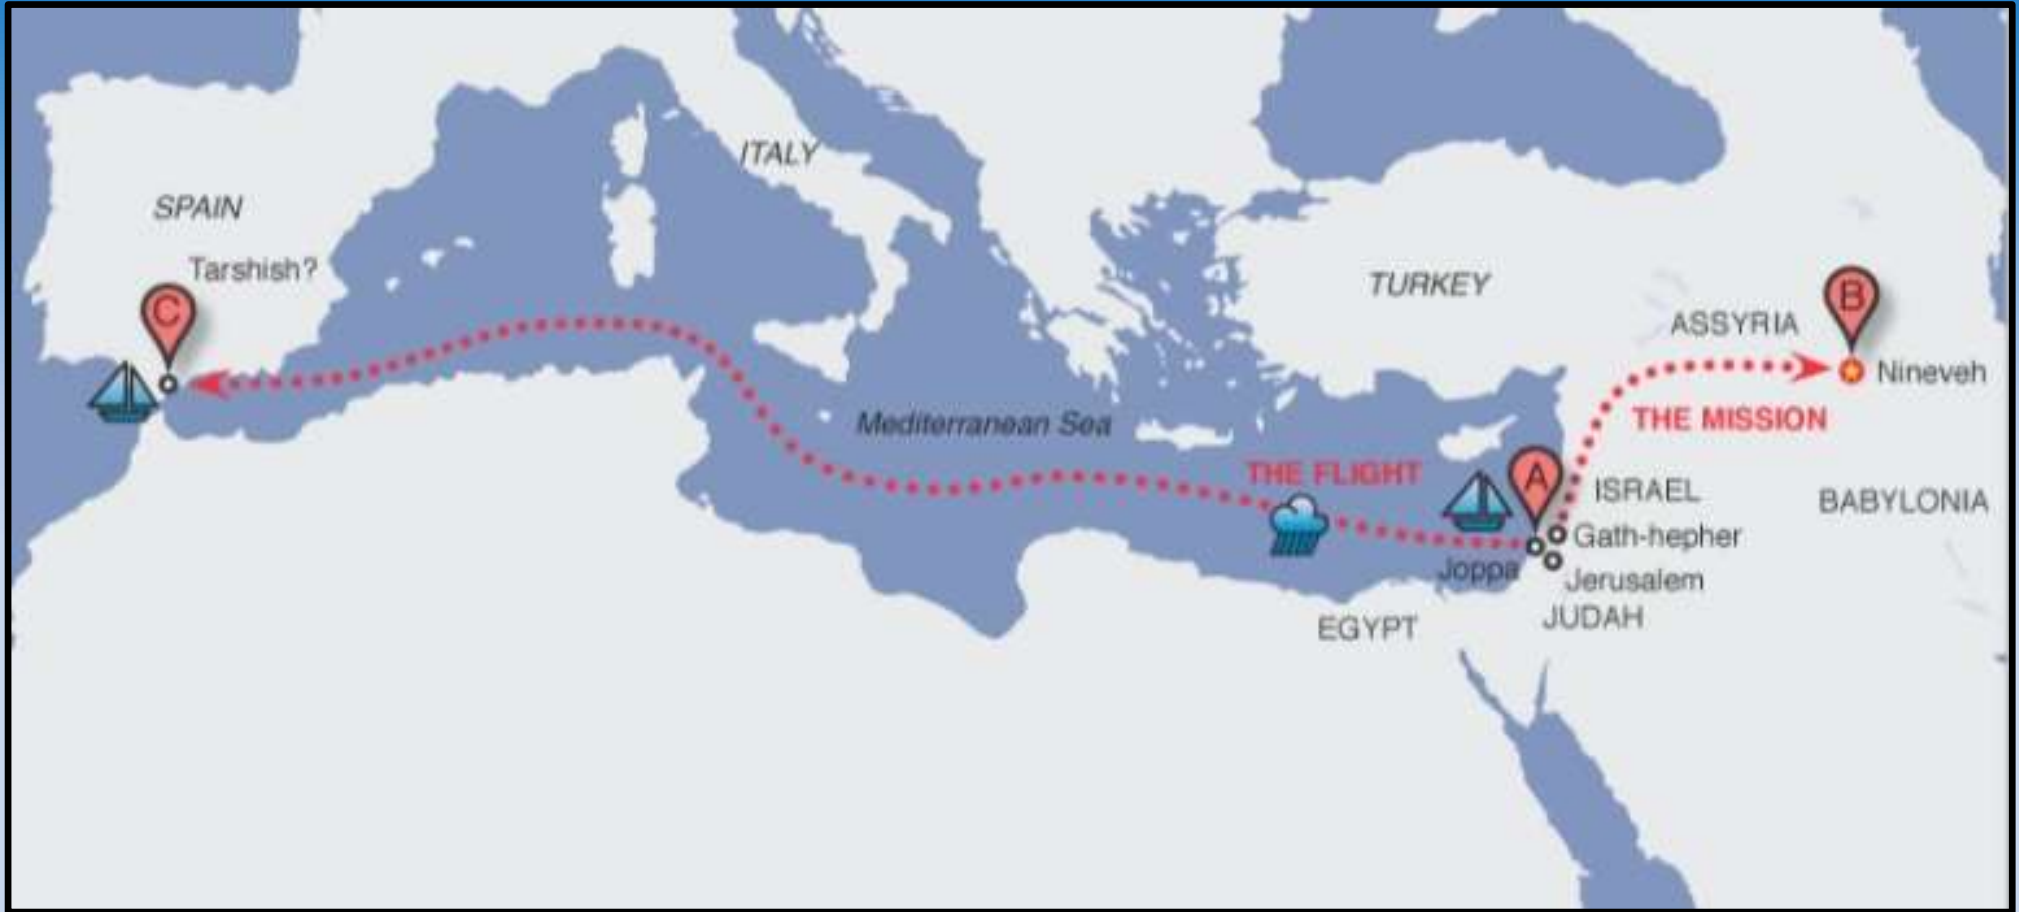 ITALY
SPAIN
Tarshish?
C
TURKEY
B
ASSYRIA
Nineveh
THE MISSION
Mediterranean Sea
THE FLIGHT
A
ISRAEL
BABYLONIA
Gath-hepher
Joppa
Jerusalem
JUDAH
EGYPT